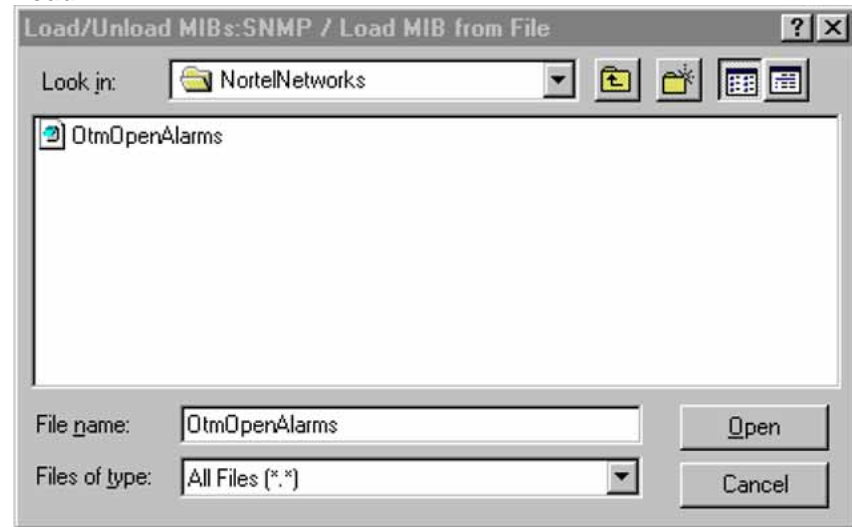 Load/Unload MIBs:SNMP / Load MIB from File
Look in: NortelNetworks
OtmOpenAlarms
File name: OtmOpenAlarms Open
Files of type: All Files (*.*) Cancel